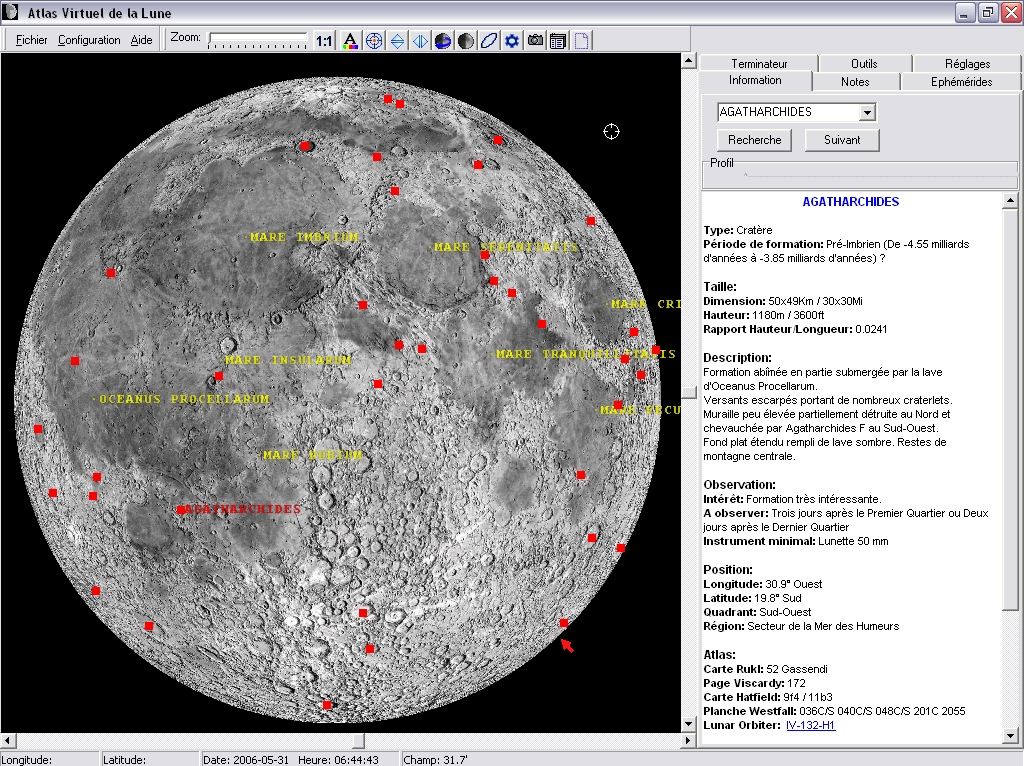 Atlas Virtuel de la Lune
Fichier Configuration Aide Zoom: 1:1 A
Terminateur Outils Réglages
Information Notes Ephémérides
AGATHARCHIDES
Recherche Suivant
Profil
MARE IMBRIUM
MARE SERENITATIS
MARE CRI
MARE TRANQUILLITATIS
MARE INSULARUM
OCEANUS PROCELLARUM
MARE FECU
MARE NUBIUM
AGATHARCHIDES
AGATHARCHIDES
Type: Cratère
Période de formation: Pré-Imbrien (De -4.55 milliards
d'années à -3.85 milliards d'années) ?
Taille:
Dimension: 50x49Km / 30x30Mi
Hauteur: 1180m / 3600ft
Rapport Hauteur/Longueur: 0.0241
Description:
Formation abîmée en partie submergée par la lave
d'Oceanus Procellarum.
Versants escarpés portant de nombreux craterlets.
Muraille peu élevée partiellement détruite au Nord et
chevauchée par Agatharchides F au Sud-Ouest.
Fond plat étendu rempli de lave sombre. Restes de
montagne centrale.
Observation:
Intérêt: Formation très intéressante.
A observer: Trois jours après le Premier Quartier ou Deux
jours après le Dernier Quartier
Instrument minimal: Lunette 50 mm
Position:
Longitude: 30.9° Ouest
Latitude: 19.8° Sud
Quadrant: Sud-Ouest
Région: Secteur de la Mer des Humeurs
Atlas:
Carte Rukl: 52 Gassendi
Page Viscardy: 172
Carte Hatfield: 9f4 / 11b3
Planche Westfall: 036C/S 040C/S 048C/S 201C 2055
Lunar Orbiter: IV-132-H1
Longitude: Latitude: Date: 2006-05-31 Heure: 06:44:43 Champ: 31.7'